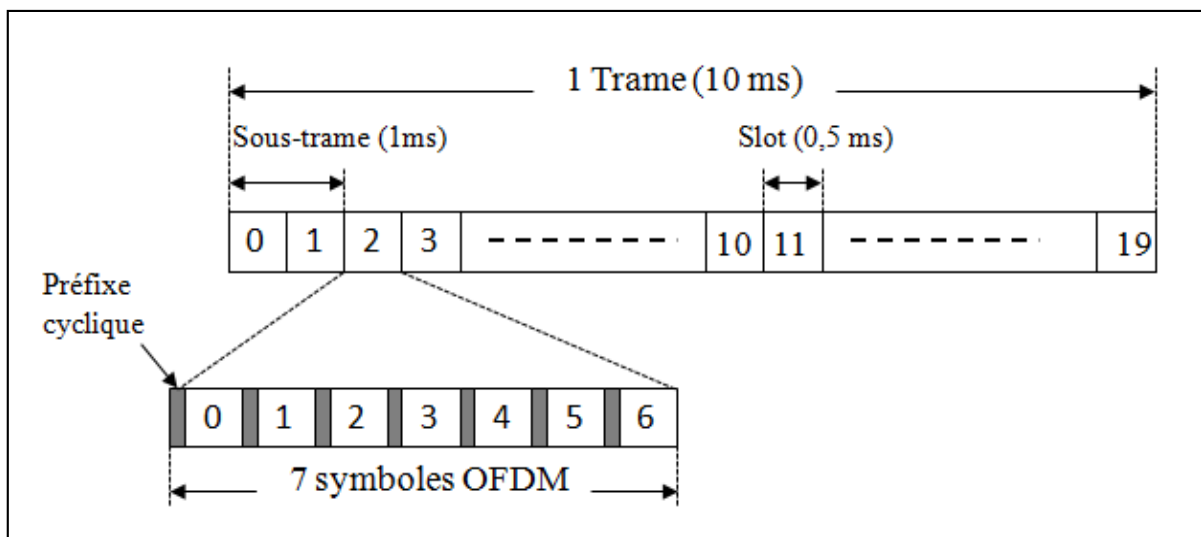 1 Trame (10 ms)
Sous-trame (1ms)
Slot (0,5 ms)
0 1 2 3 10 11 19
Préfixe
cyclique
0 1 2 3 4 5 6
7 symboles OFDM